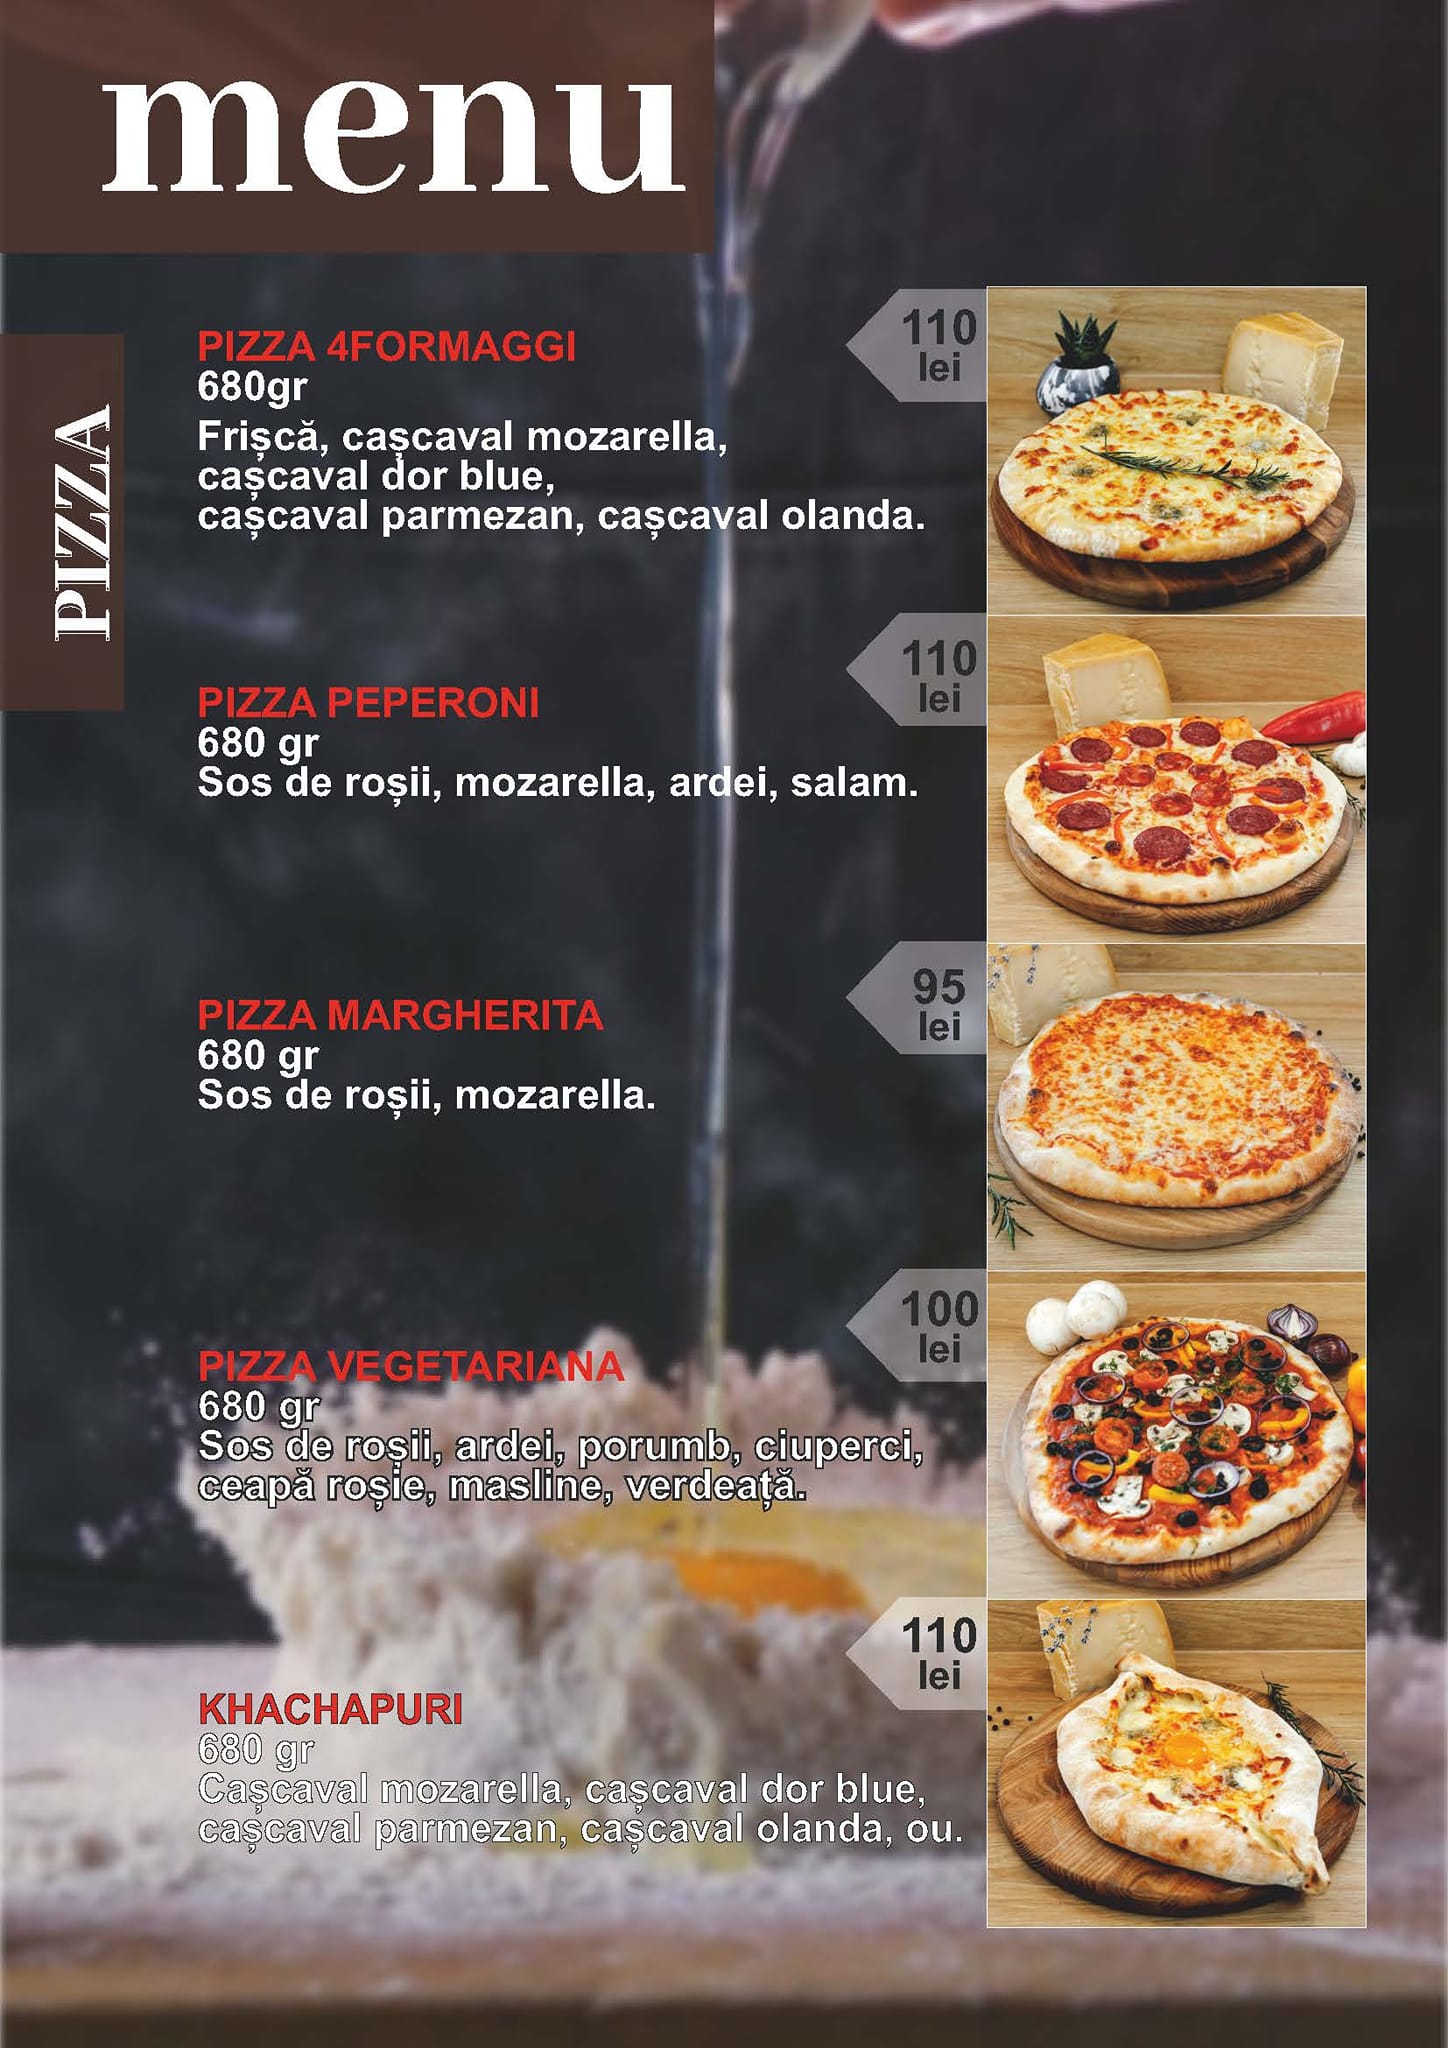 menu
PIZZA
PIZZA 4FORMAGGI
680gr
Frișcă, cașcaval mozarella,
cașcaval dor blue,
cașcaval parmezan, cașcaval olanda.
110
lei
PIZZA PEPERONI
680 gr
Sos de roșii, mozarella, ardei, salam.
110
lei
PIZZA MARGHERITA
680 gr
Sos de roșii, mozarella.
95
lei
PIZZA VEGETARIANA
680 gr
Sos de roșii, ardei, porumb, ciuperci,
ceapă roșie, masline, verdeață.
100
lei
KHACHAPURI
680 gr
Cașcaval mozarella, cașcaval dor blue,
cașcaval parmezan, cașcaval olanda, ou.
110
lei